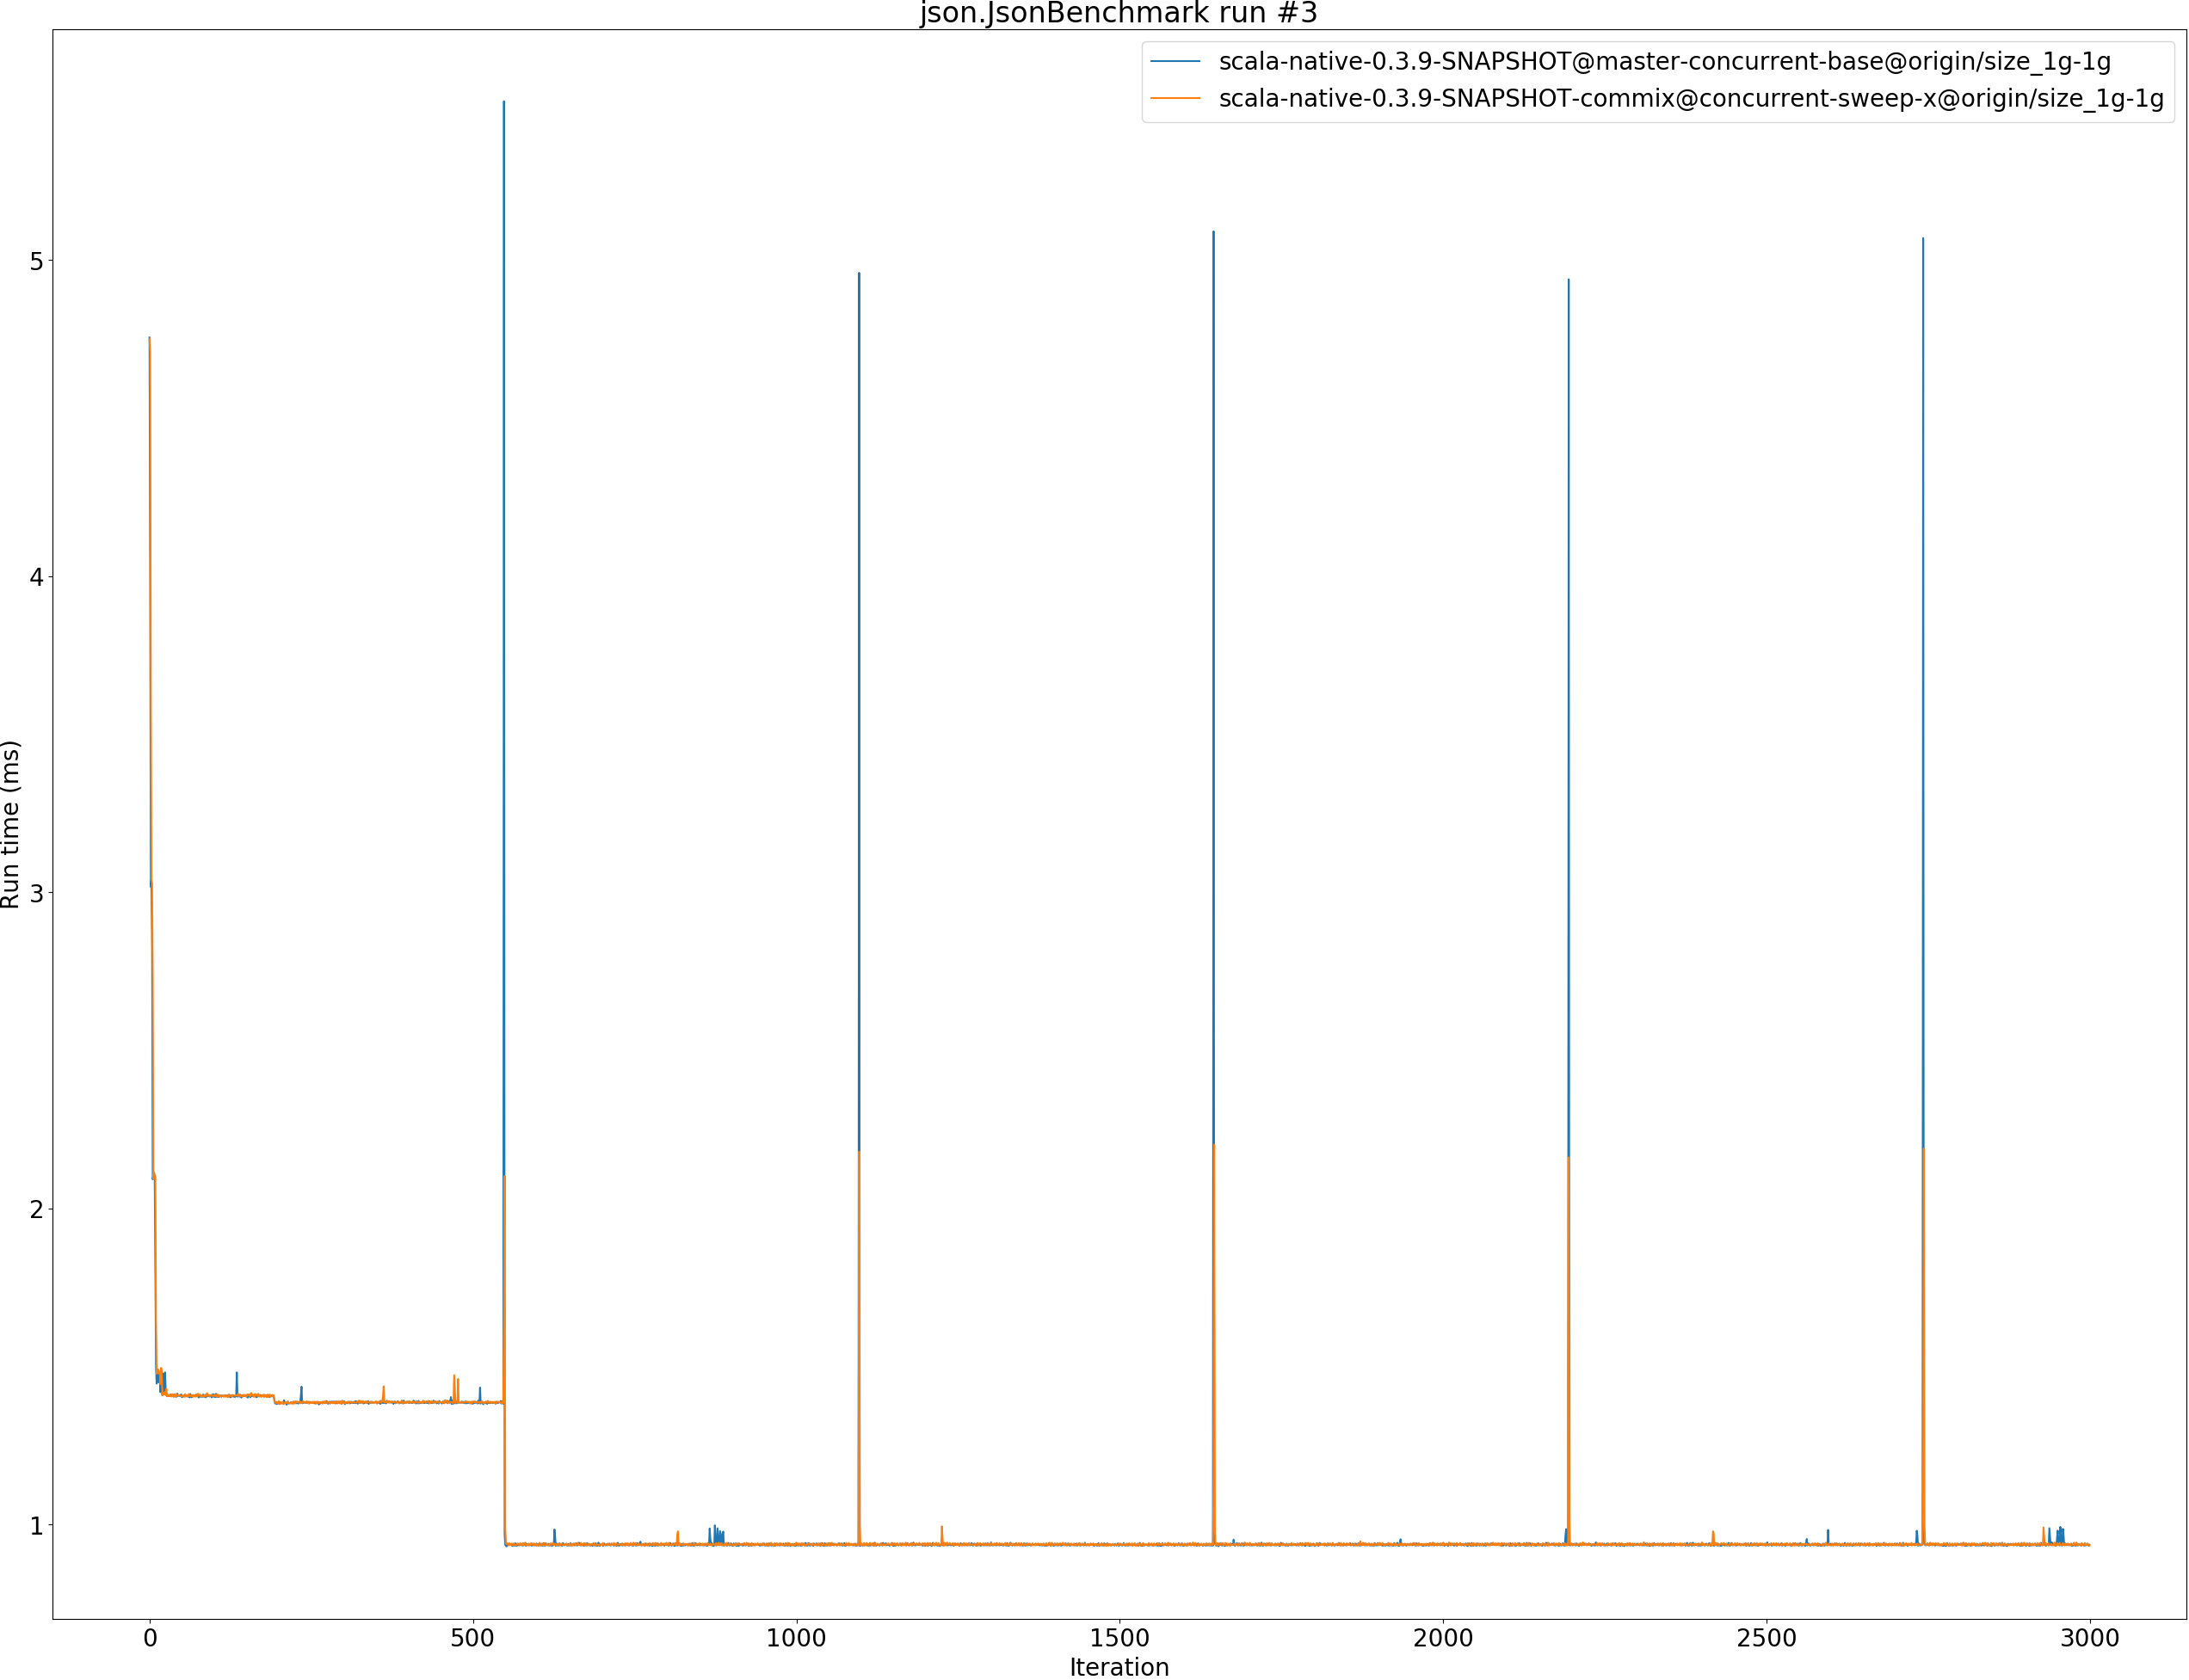 json.JsonBenchmark run #3
scala-native-0.3.9-SNAPSHOT@master-concurrent-base@origin/size_1g-1g
scala-native-0.3.9-SNAPSHOT-commix@concurrent-sweep-x@origin/size_1g-1g
Run time (ms)
5
4
3
2
1
0 500 1000 1500 2000 2500 3000
Iteration